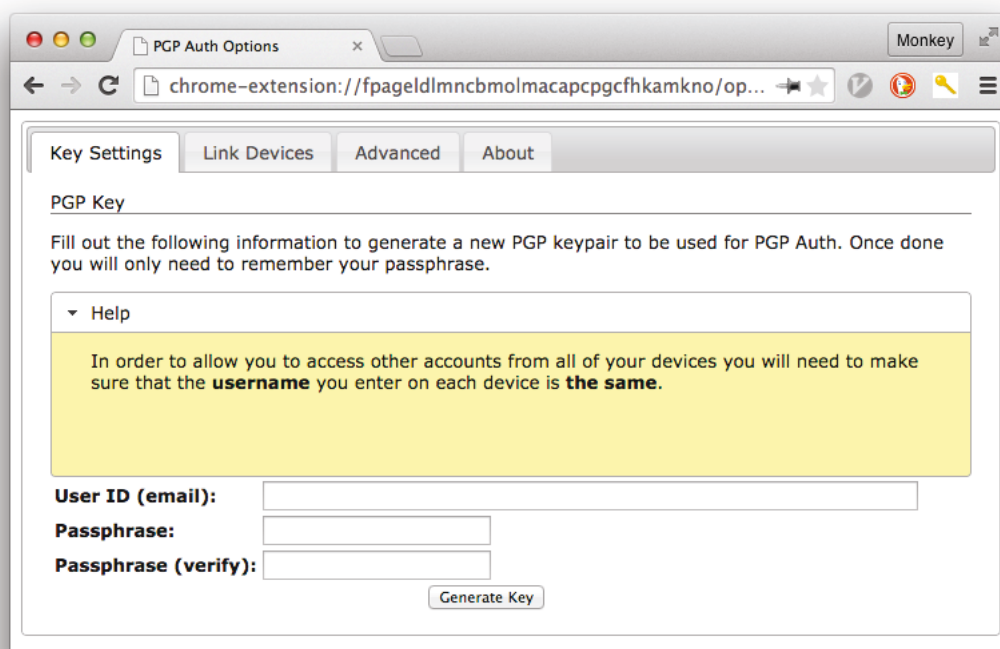 PGP Auth Options
Monkey
chrome-extension://fpageldlmncbmolmacapcpgcfhkamkno/op...
Key Settings Link Devices Advanced About
PGP Key
Fill out the following information to generate a new PGP keypair to be used for PGP Auth. Once done
you will only need to remember your passphrase.
Help
In order to allow you to access other accounts from all of your devices you will need to make
sure that the username you enter on each device is the same.
User ID (email):
Passphrase:
Passphrase (verify):
Generate Key